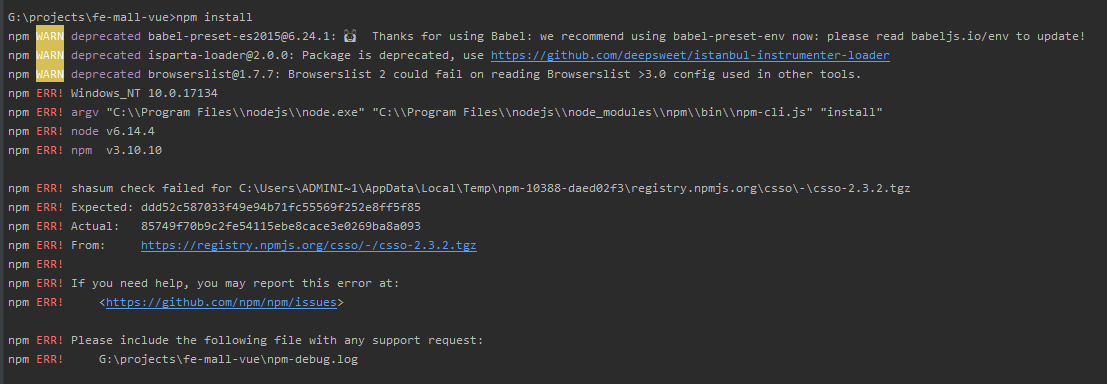 G:\projects\fe-mall-vue>npm install
npm WARN deprecated babel-preset-es2015@6.24.1: 🙌  Thanks for using Babel: we recommend using babel-preset-env now: please read babeljs.io/env to update!
npm WARN deprecated isparta-loader@2.0.0: Package is deprecated, use https://github.com/deepsweet/istanbul-instrumenter-loader
npm WARN deprecated browserslist@1.7.7: Browserslist 2 could fail on reading Browserslist >3.0 config used in other tools.
npm ERR! Windows_NT 10.0.17134
npm ERR! argv "C:\\Program Files\\nodejs\\node.exe" "C:\\Program Files\\nodejs\\node_modules\\npm\\bin\\npm-cli.js" "install"
npm ERR! node v6.14.4
npm ERR! npm  v3.10.10
npm ERR! shasum check failed for C:\Users\ADMINI~1\AppData\Local\Temp\npm-10388-daed02f3\registry.npmjs.org\csso\-\csso-2.3.2.tgz
npm ERR! Expected: ddd52c587033f49e94b71fc55569f252e8ff5f85
npm ERR! Actual:   85749f70b9c2fe54115ebe8cace3e0269ba8a093
npm ERR! From:     https://registry.npmjs.org/csso/-/csso-2.3.2.tgz
npm ERR!
npm ERR! If you need help, you may report this error at:
npm ERR!     <https://github.com/npm/npm/issues>
npm ERR! Please include the following file with any support request:
npm ERR!     G:\projects\fe-mall-vue\npm-debug.log